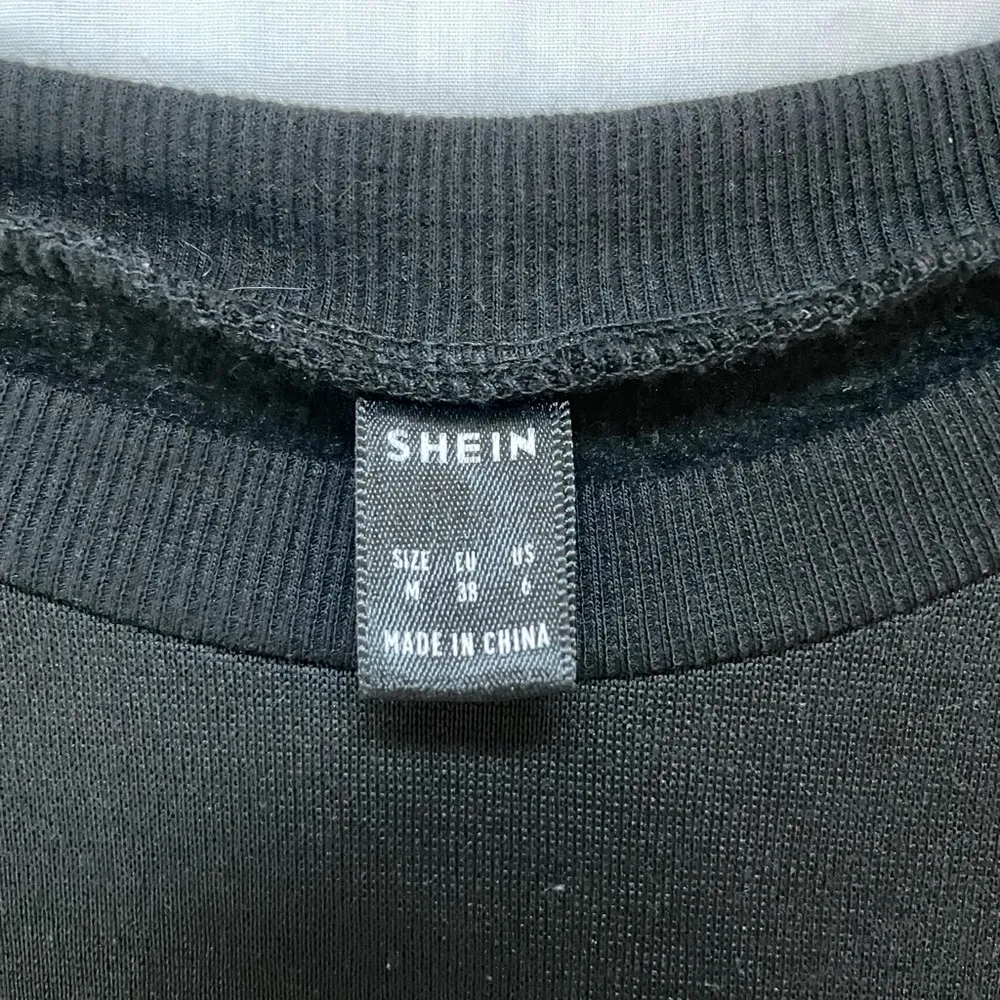 SHEIN
SIZE EU US
M 38 6
MADE IN CHINA